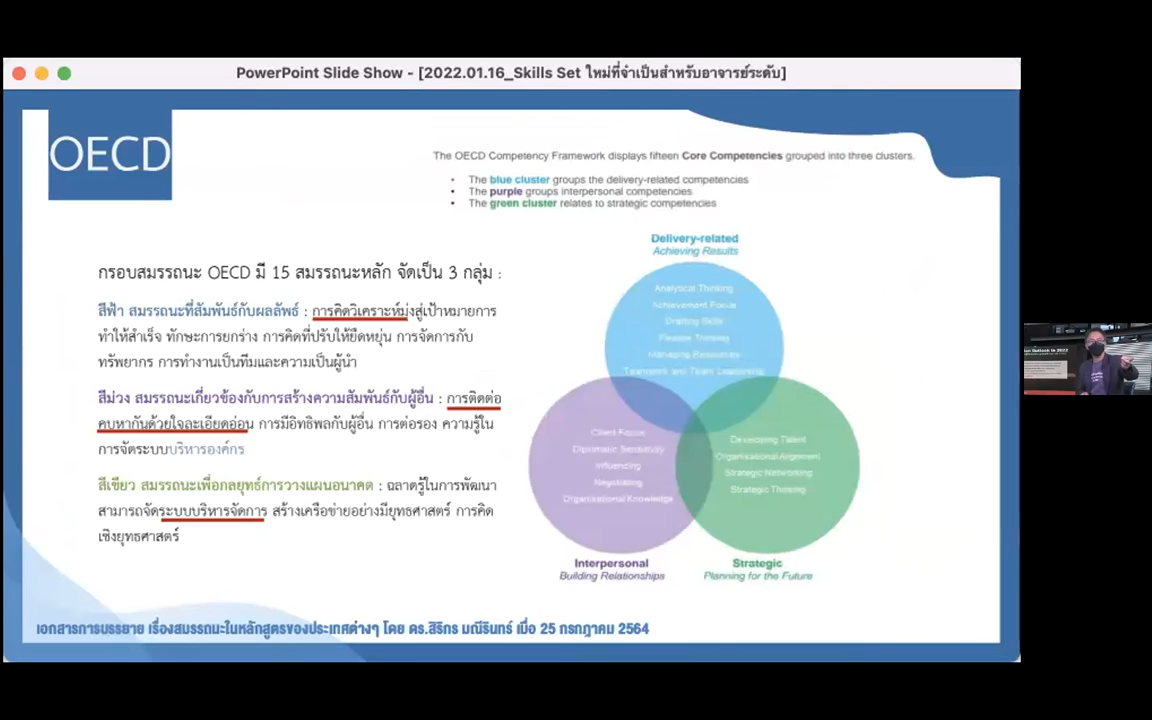 PowerPoint Slide Show - [2022.01.16_Skills Set ใหม่ที่จำเป็นสำหรับอาจารย์ระดับ]
OECD
The OECD Competency Framework displays fifteen Core Competencies grouped into three clusters.
• The blue cluster groups the delivery-related competencies
• The purple groups interpersonal competencies
• The green cluster relates to strategic competencies
กรอบสมรรถนะ OECD มี 15 สมรรถนะหลัก จัดเป็น 3 กลุ่ม :
สีฟ้า สมรรถนะที่สัมพันธ์กับผลลัพธ์ : การคิดวิเคราะห์มุ่งสู่เป้าหมายการ
ทำให้สำเร็จ ทักษะการยกร่าง การคิดที่ปรับให้ยืดหยุ่น การจัดการกับ
ทรัพยากร การทำงานเป็นทีมและความเป็นผู้นำ
สีม่วง สมรรถนะเกี่ยวข้องกับการสร้างความสัมพันธ์กับผู้อื่น : การติดต่อ
คบหากันด้วยใจละเอียดอ่อน การมีอิทธิพลกับผู้อื่น การต่อรอง ความรู้ใน
การจัดระบบบริหารองค์กร
สีเขียว สมรรถนะเพื่อกลยุทธ์การวางแผนอนาคต : ฉลาดรู้ในการพัฒนา
สามารถจัดระบบบริหารจัดการ สร้างเครือข่ายอย่างมียุทธศาสตร์ การคิด
เชิงยุทธศาสตร์
Delivery-related
Achieving Results
Analytical Thinking
Achievement Focus
Drafting Skills
Flexible Thinking
Managing Resources
Teamwork and Team Leadership
Client Focus
Diplomatic Sensitivity
Influencing
Negotiating
Organisational Knowledge
Developing Talent
Organisational Alignment
Strategic Networking
Strategic Thinking
Interpersonal
Building Relationships
Strategic
Planning for the Future
เอกสารการบรรยาย เรื่องสมรรถนะในหลักสูตรของประเทศต่างๆ โดย ดร.สิริกร มณีรินทร์ เมื่อ 25 กรกฎาคม 2564
Outlook in 2022